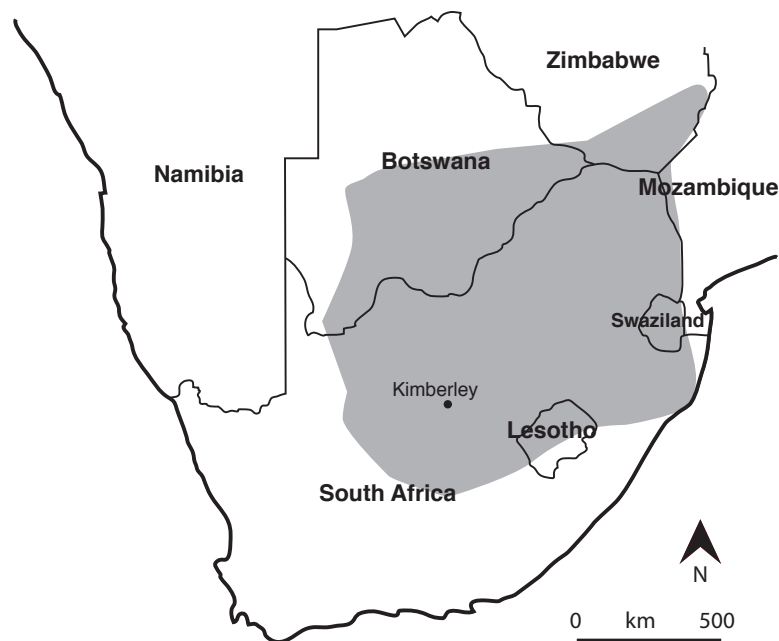 Zimbabwe
Botswana
Namibia
Mozambique
Swaziland
Kimberley
Lesotho
South Africa
N
0 km 500